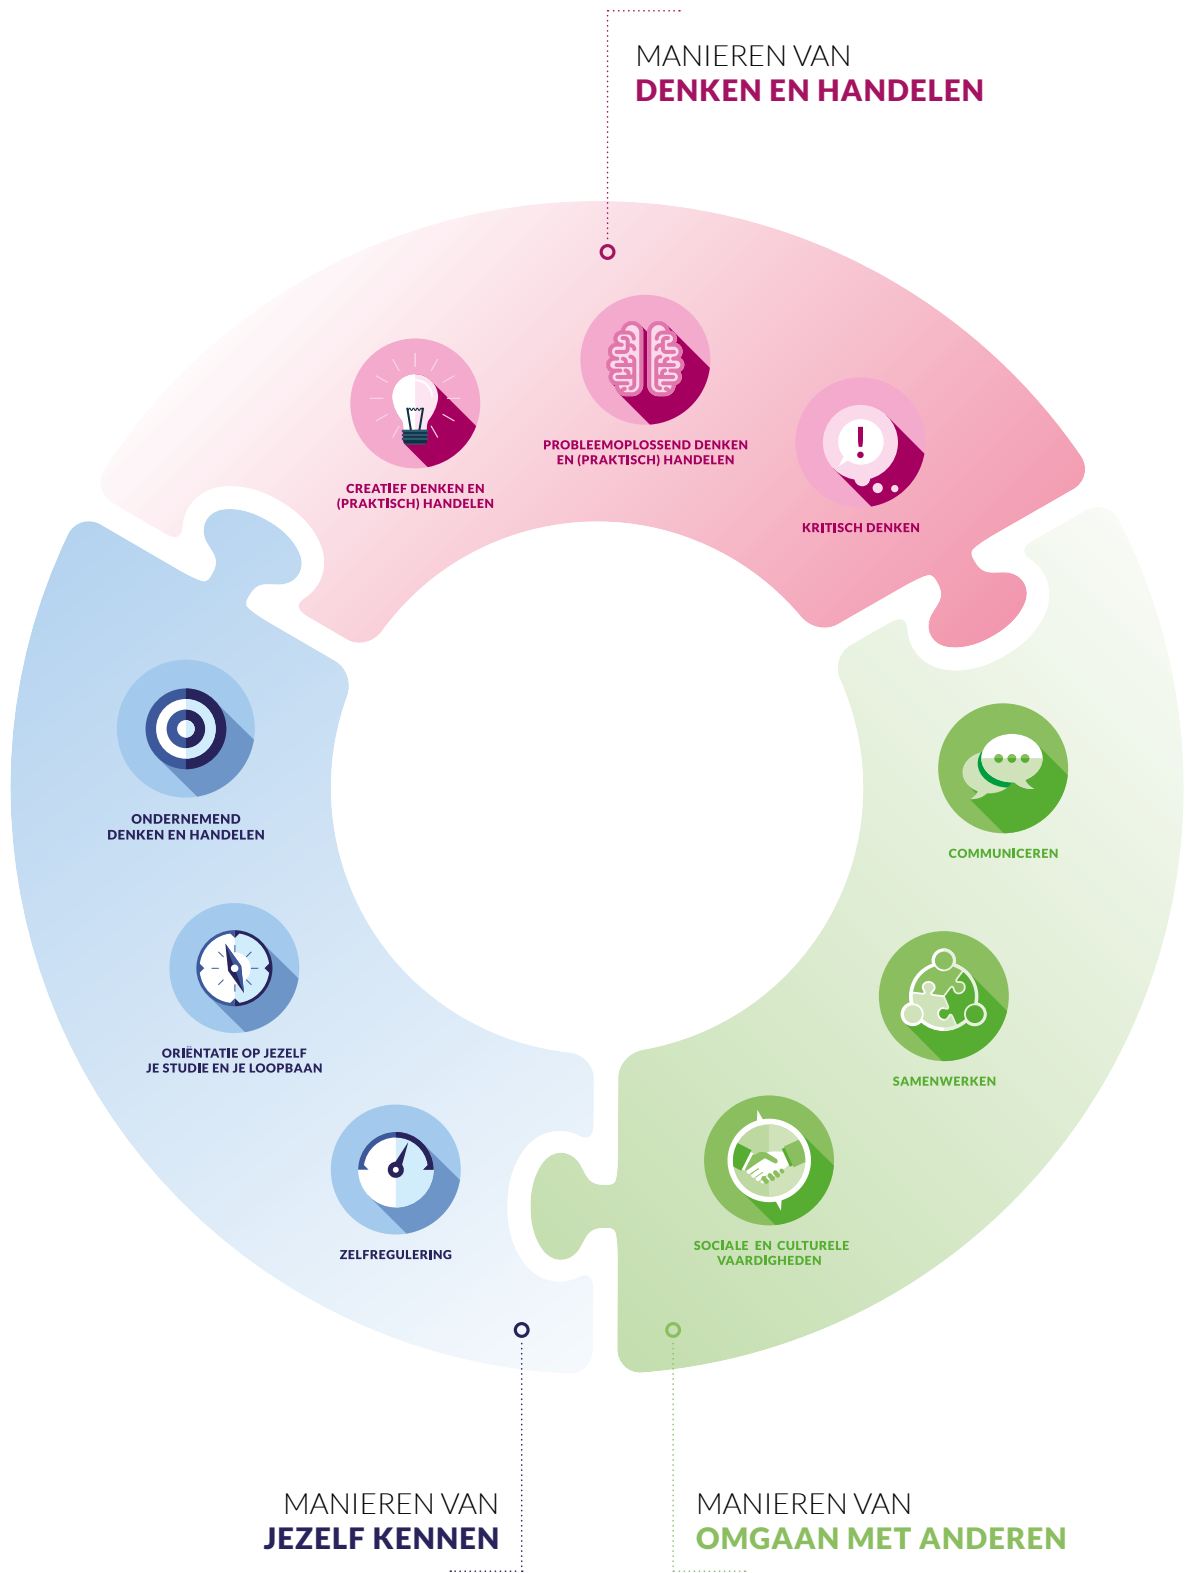 MANIEREN VAN
DENKEN EN HANDELEN
CREATIEF DENKEN EN
(PRAKTISCH) HANDELEN
PROBLEEMOPLOSSEND DENKEN
EN (PRAKTISCH) HANDELEN
!
KRITISCH DENKEN
ONDERNEMEND
DENKEN EN HANDELEN
COMMUNICEREN
ORIËNTATIE OP JEZELF
JE STUDIE EN JE LOOPBAAN
SAMENWERKEN
ZELFREGULERING
SOCIALE EN CULTURELE
VAARDIGHEDEN
MANIEREN VAN
JEZELF KENNEN
MANIEREN VAN
OMGAAN MET ANDEREN